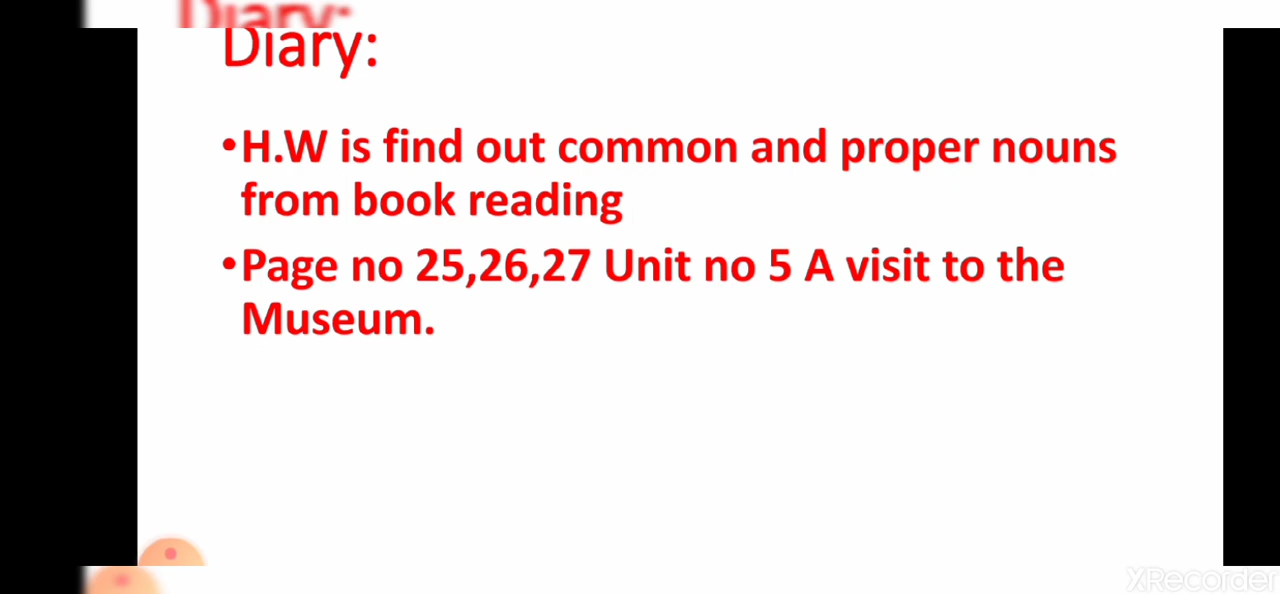 Diary:
Diary:
•H.W is find out common and proper nouns
from book reading
•Page no 25,26,27 Unit no 5 A visit to the
Museum.
XRecorder